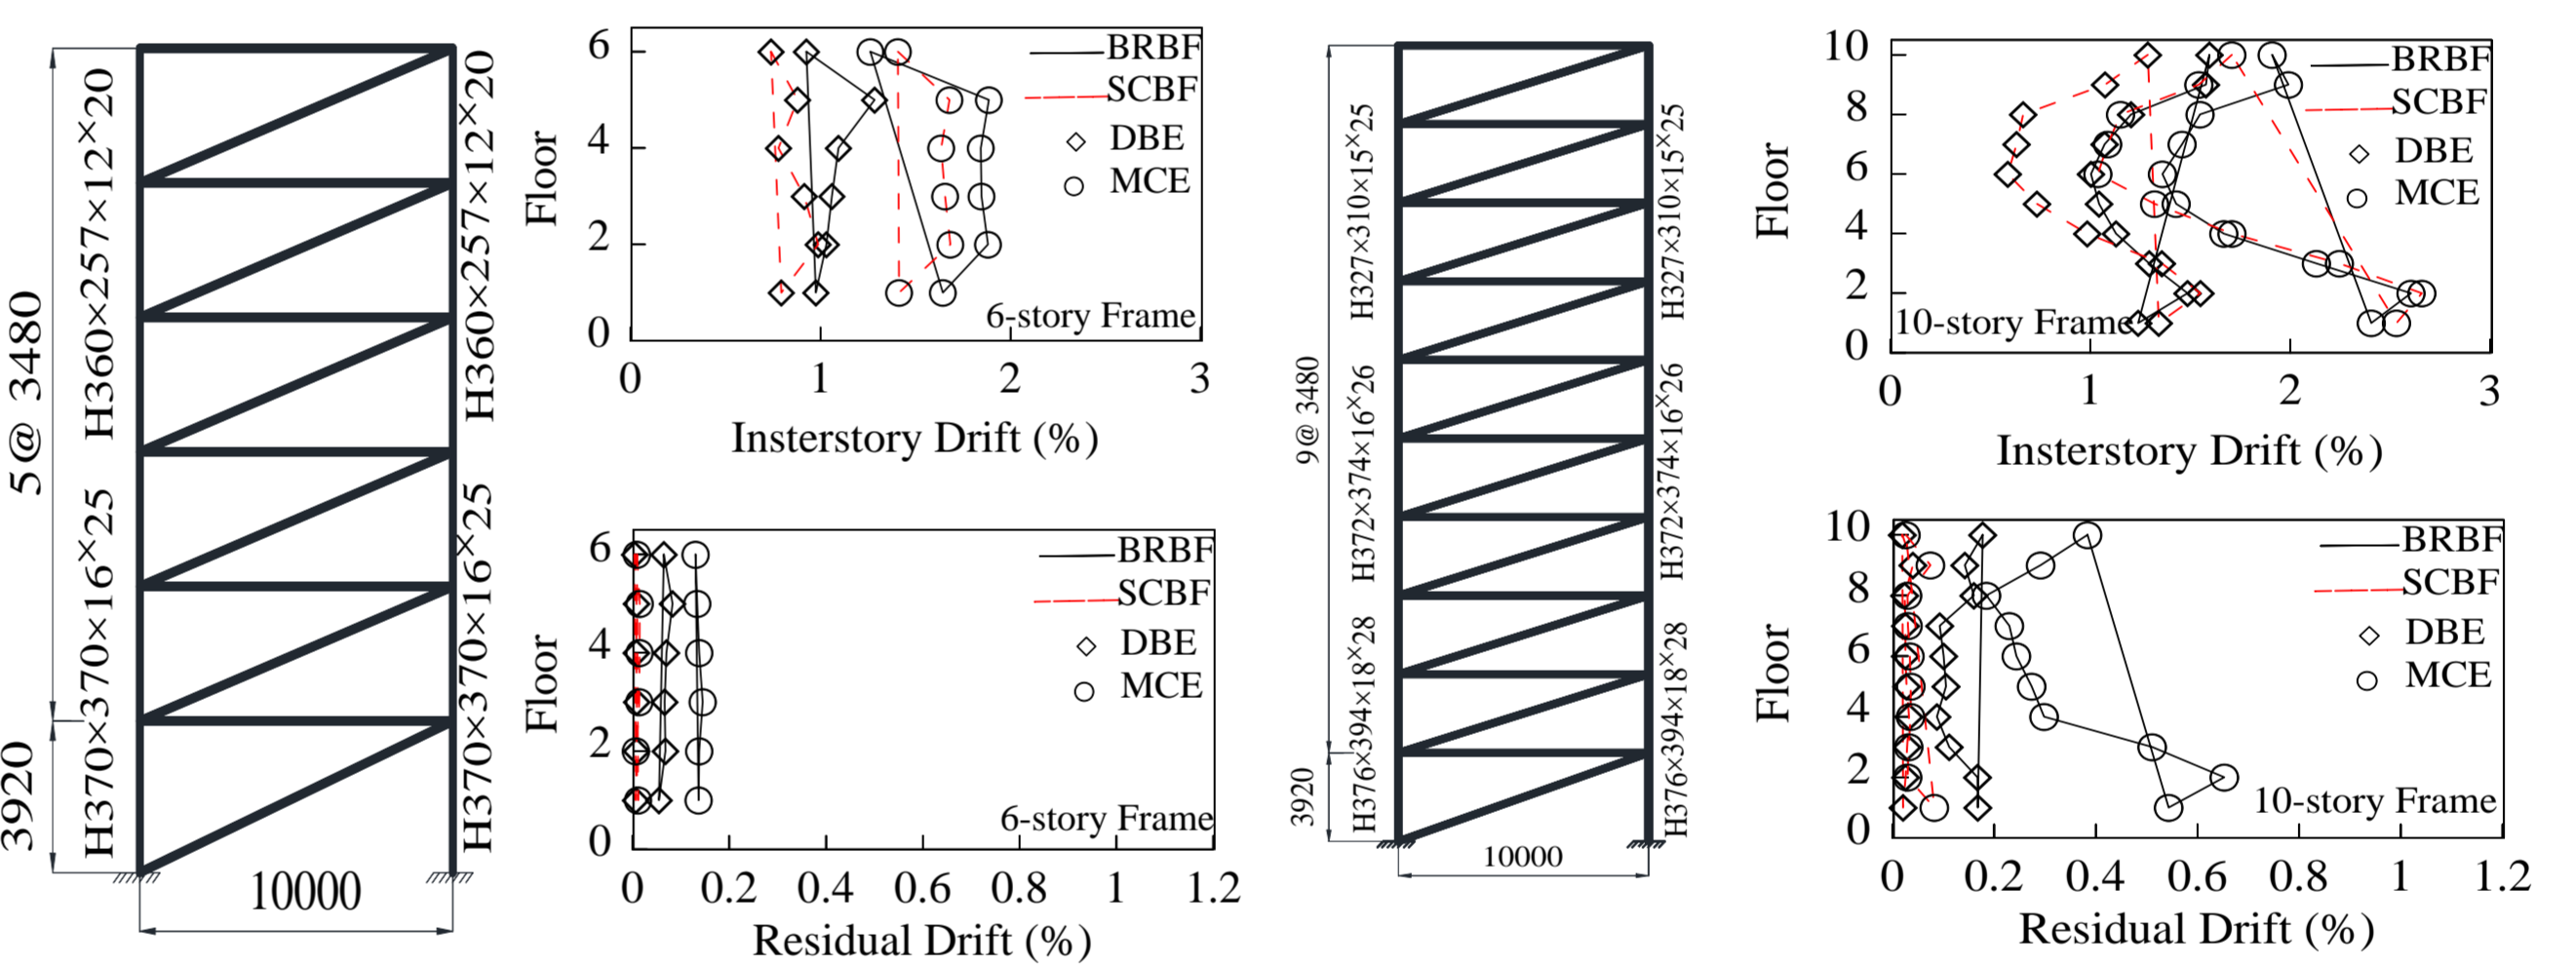 5@ 3480
3920
H360×257×12×20
H370×370×16×25
H360×257×12×20
H370×370×16×25
10000
Floor
6
4
2
0
0 1 2 3
Insterstory Drift (%)
BRBF
SCBF
DBE
MCE
6-story Frame
Floor
6
4
2
0
0 0.2 0.4 0.6 0.8 1 1.2
Residual Drift (%)
BRBF
SCBF
DBE
MCE
6-story Frame
9@ 3480
3920
H327×310×15×25
H372×374×16×26
H376×394×18×28
H327×310×15×25
H372×374×16×26
H376×394×18×28
10000
Floor
10
8
6
4
2
0
0 1 2 3
Insterstory Drift (%)
BRBF
SCBF
DBE
MCE
10-story Frame
Floor
10
8
6
4
2
0
0 0.2 0.4 0.6 0.8 1 1.2
Residual Drift (%)
BRBF
SCBF
DBE
MCE
10-story Frame